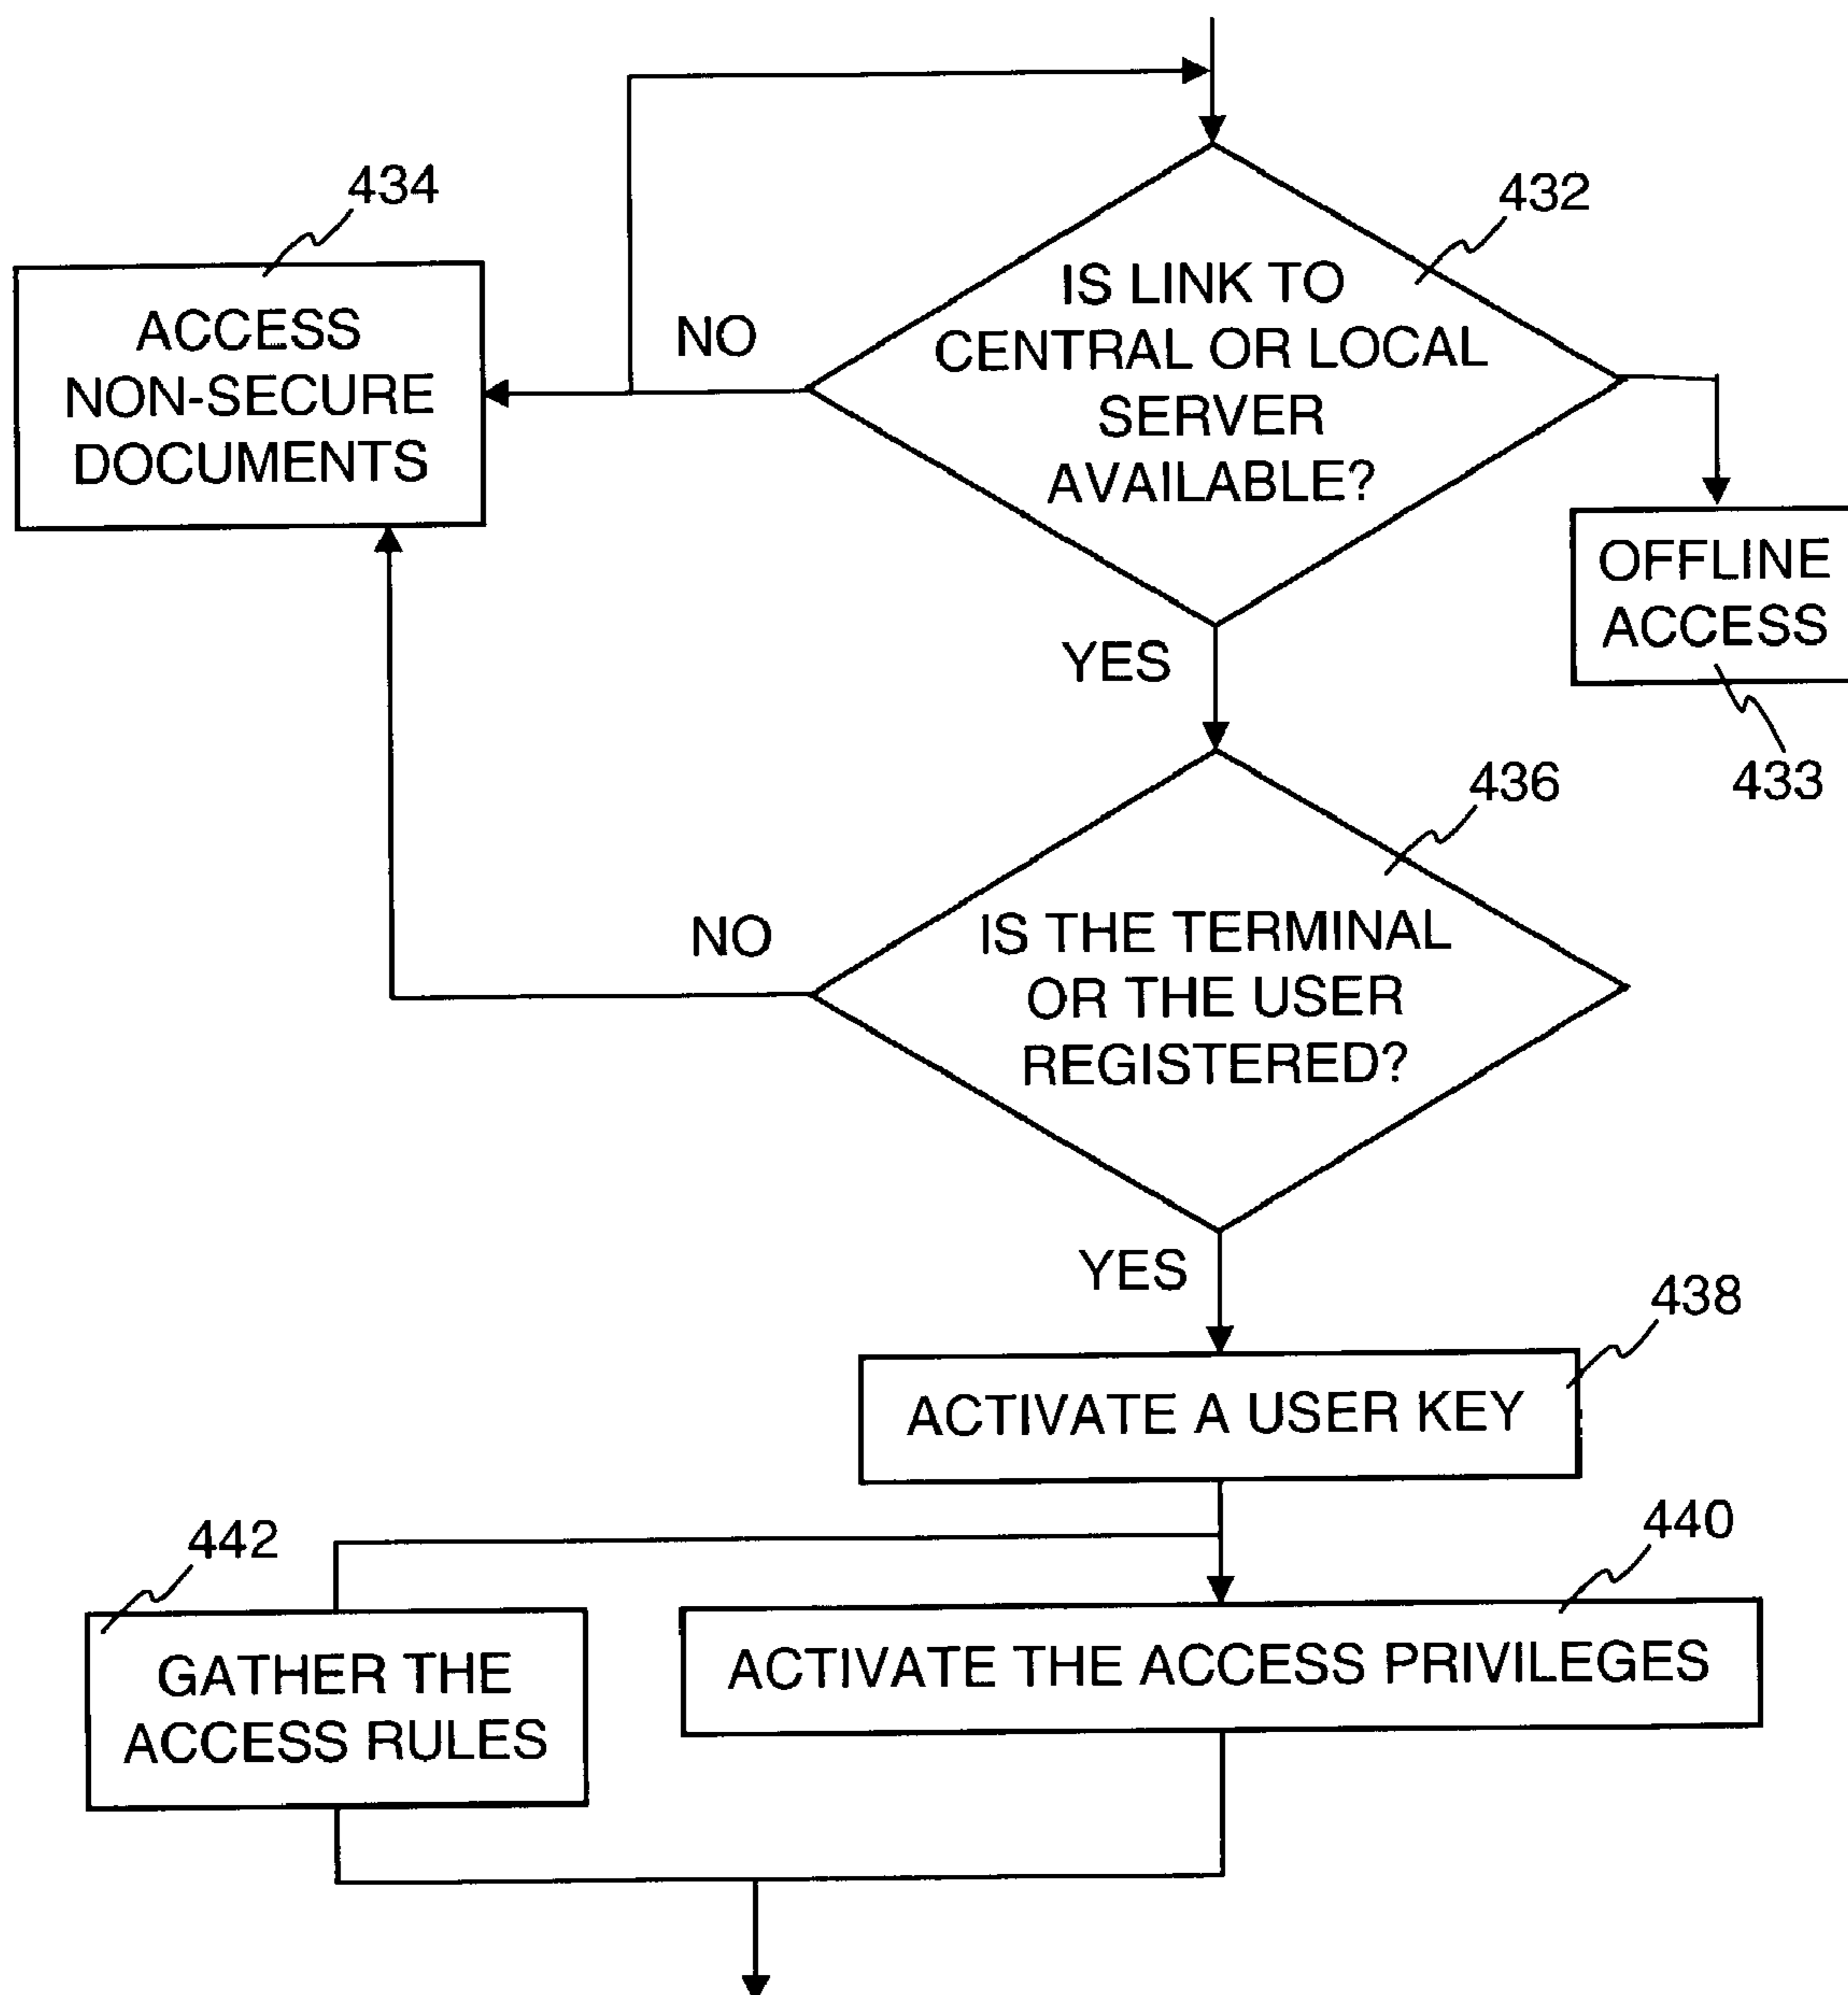 434
432
IS LINK TO
CENTRAL OR LOCAL
SERVER
AVAILABLE?
NO
ACCESS
NON-SECURE
DOCUMENTS
OFFLINE
ACCESS
433
YES
436
IS THE TERMINAL
OR THE USER
REGISTERED?
NO
YES
438
ACTIVATE A USER KEY
442
440
GATHER THE
ACCESS RULES
ACTIVATE THE ACCESS PRIVILEGES